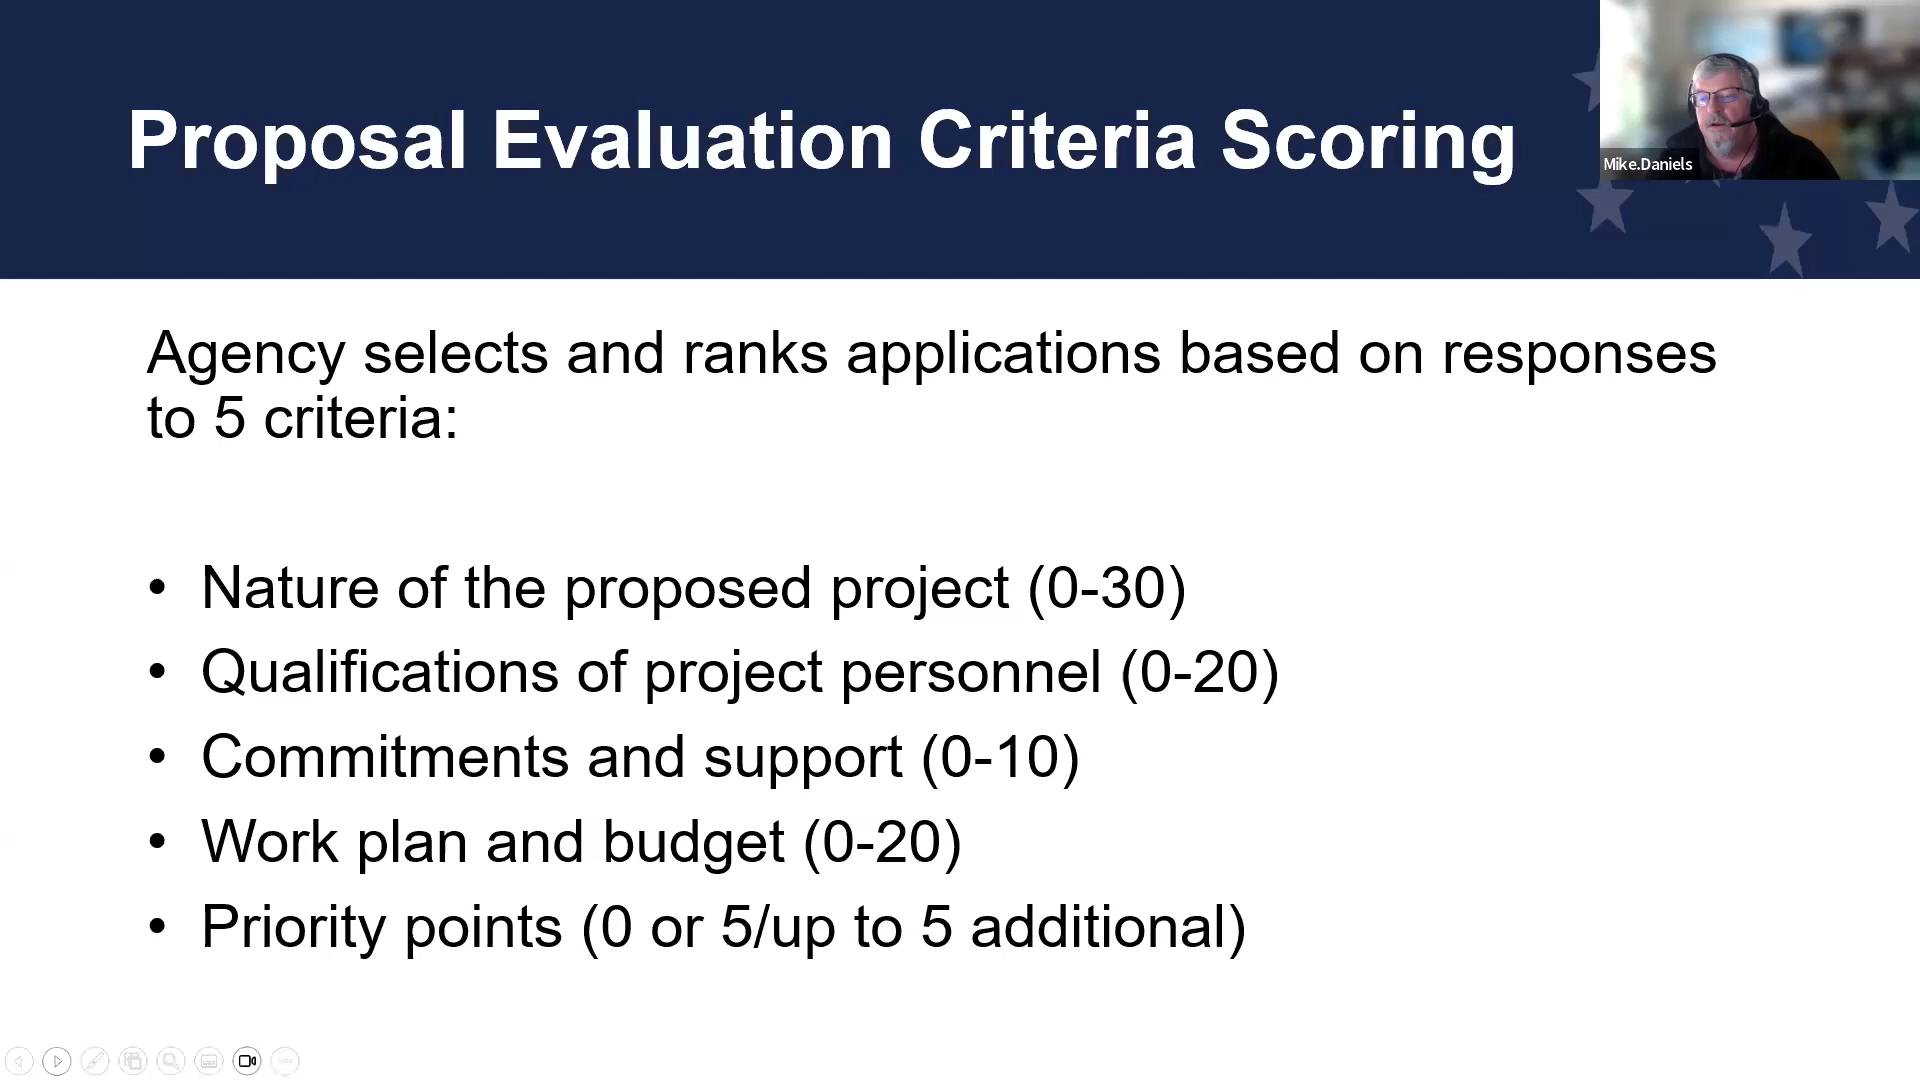 Proposal Evaluation Criteria Scoring
Mike.Daniels
Agency selects and ranks applications based on responses
to 5 criteria:
• Nature of the proposed project (0-30)
• Qualifications of project personnel (0-20)
• Commitments and support (0-10)
• Work plan and budget (0-20)
• Priority points (0 or 5/up to 5 additional)